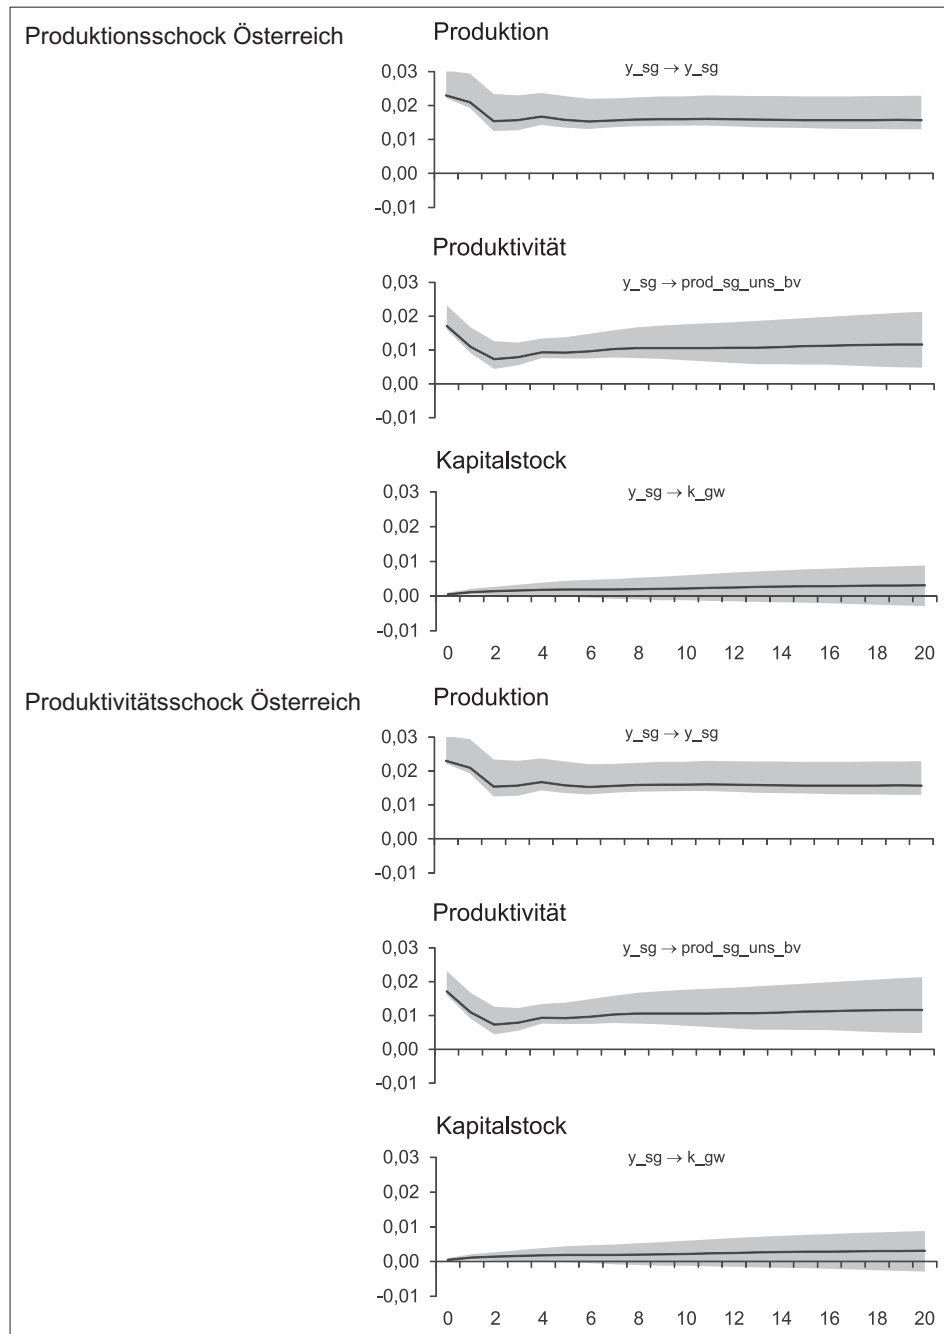 Produktionsschock Österreich
Produktion
y_sg → y_sg
0,03
0,02
0,01
0,00
-0,01
Produktivität
y_sg → prod_sg_uns_bv
0,03
0,02
0,01
0,00
-0,01
Kapitalstock
y_sg → k_gw
0,03
0,02
0,01
0,00
-0,01
0 2 4 6 8 10 12 14 16 18 20
Produktivitätsschock Österreich
Produktion
y_sg → y_sg
0,03
0,02
0,01
0,00
-0,01
Produktivität
y_sg → prod_sg_uns_bv
0,03
0,02
0,01
0,00
-0,01
Kapitalstock
y_sg → k_gw
0,03
0,02
0,01
0,00
-0,01
0 2 4 6 8 10 12 14 16 18 20